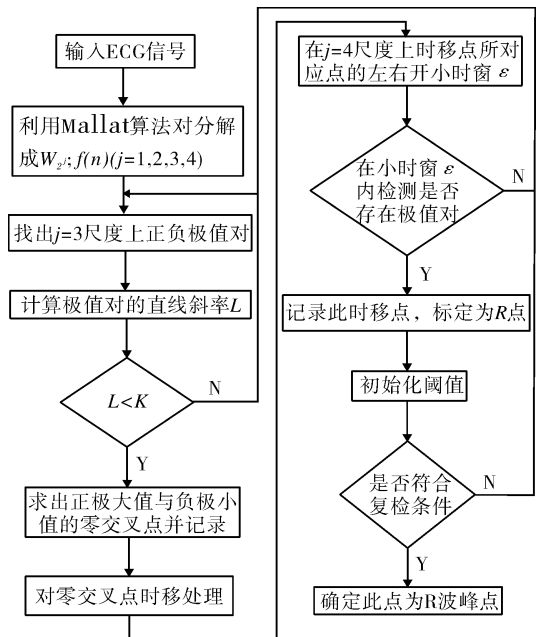 输入ECG信号
利用Mallat算法对分解
成W₂ʲ;f(n)(j=1,2,3,4)
找出j=3尺度上正负极值对
计算极值对的直线斜率L
L<K
N
Y
求出正极大值与负极小
值的零交叉点并记录
对零交叉点时移处理
在j=4尺度上时移点所对
应点的左右开小时窗 ε
在小时窗 ε
内检测是否
存在极值对
N
Y
记录此时移点，标定为R点
初始化阈值
是否符合
复检条件
N
Y
确定此点为R波峰点